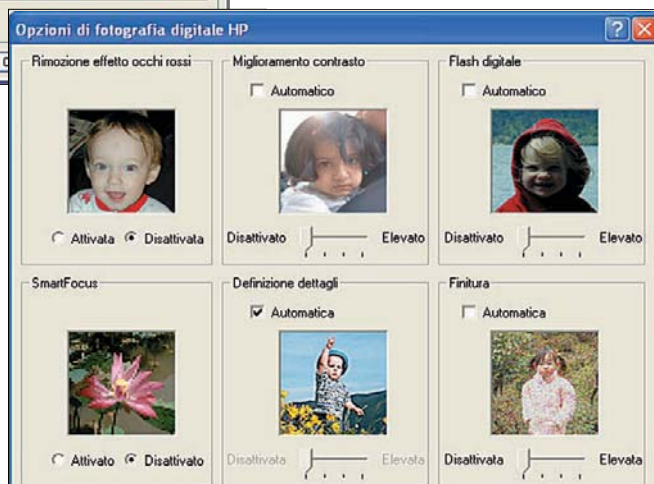 Opzioni di fotografia digitale HP
Rimozione effetto occhi rossi
Attivata Disattivata
Miglioramento contrasto
Automatico
Disattivato Elevato
Flash digitale
Automatico
Disattivato Elevato
SmartFocus
Attivato Disattivato
Definizione dettagli
Automatica
Disattivata Elevata
Finitura
Automatica
Disattivata Elevata